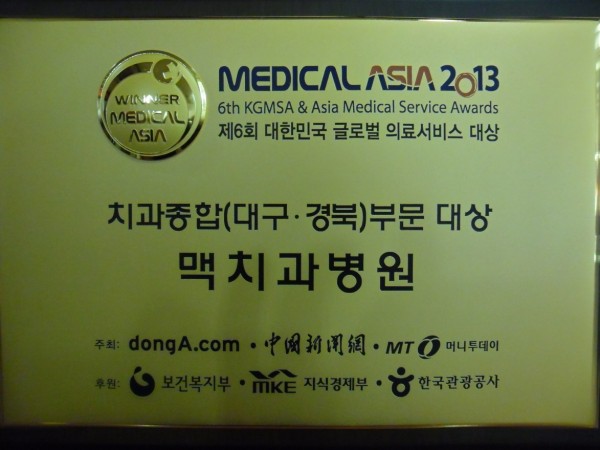 WINNER
MEDICAL
ASIA
MEDICAL ASIA 2013
6th KGMSA & Asia Medical Service Awards
제6회 대한민국 글로벌 의료서비스 대상
치과종합(대구·경북)부문 대상
맥치과병원
주최: dongA.com · 中國新聞網 · MT 머니투데이
후원: 보건복지부 · MKE 지식경제부 · 한국관광공사